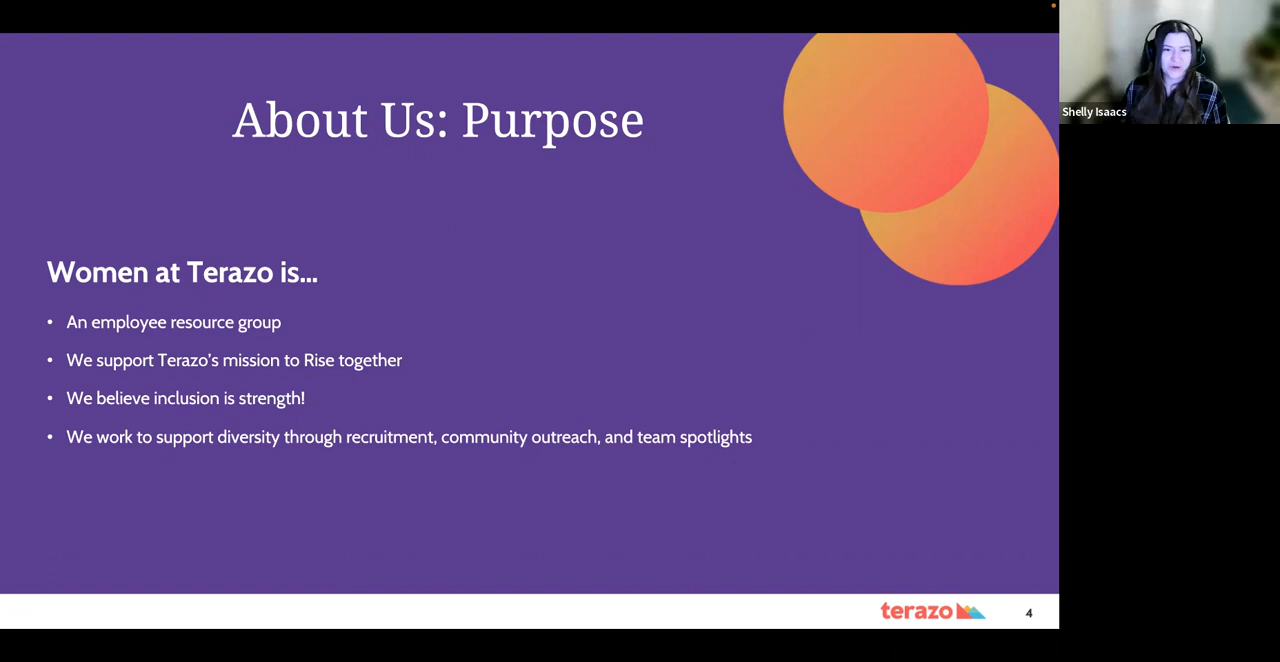 About Us: Purpose
Shelly Isaacs
Women at Terazo is...
• An employee resource group
• We support Terazo's mission to Rise together
• We believe inclusion is strength!
• We work to support diversity through recruitment, community outreach, and team spotlights
terazo
4